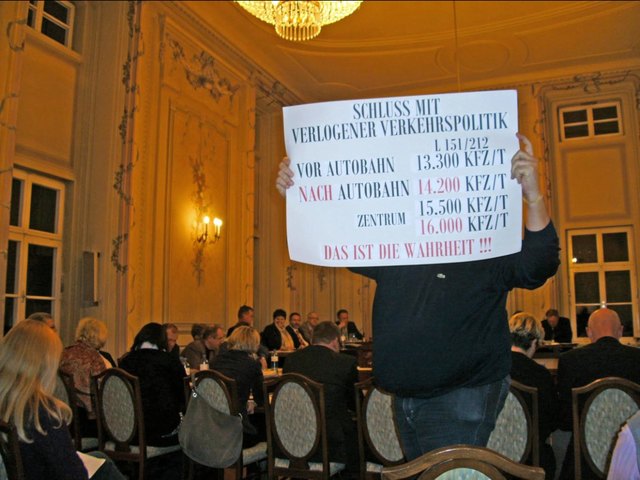 SCHLUSS MIT
VERLOGENER VERKEHRSPOLITIK
L 151/212
VOR AUTOBAHN 13.300 KFZ/T
NACH AUTOBAHN 14.200 KFZ/T
15.500 KFZ/T
ZENTRUM
16.000 KFZ/T
DAS IST DIE WAHRHEIT !!!